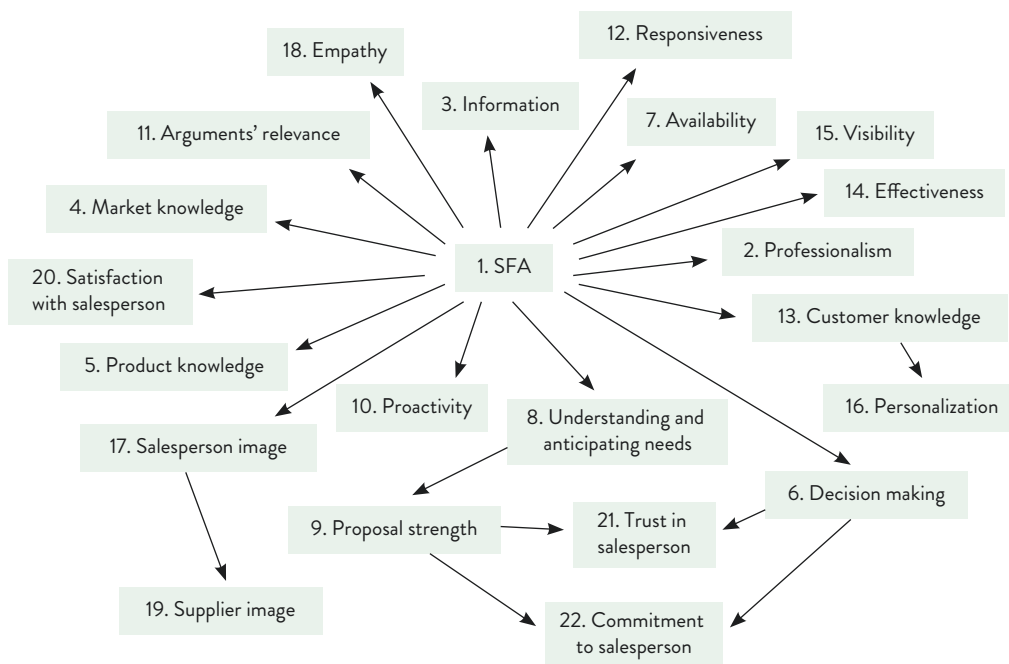 12. Responsiveness
18. Empathy
3. Information
7. Availability
11. Arguments’ relevance
15. Visibility
14. Effectiveness
4. Market knowledge
2. Professionalism
1. SFA
20. Satisfaction
with salesperson
13. Customer knowledge
5. Product knowledge
10. Proactivity
16. Personalization
8. Understanding and
anticipating needs
17. Salesperson image
6. Decision making
9. Proposal strength
21. Trust in
salesperson
19. Supplier image
22. Commitment
to salesperson